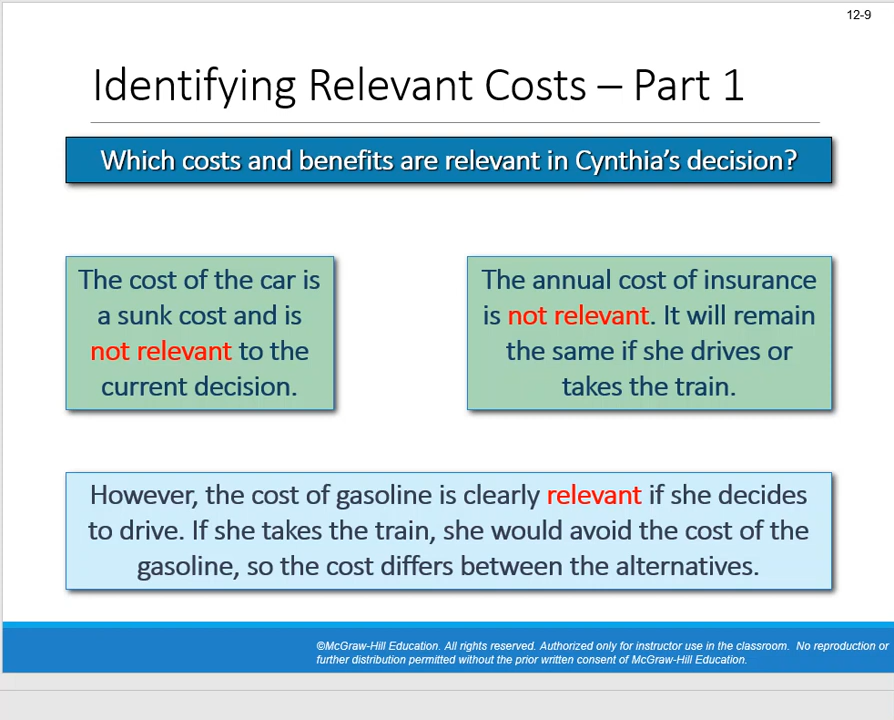 12-9
Identifying Relevant Costs – Part 1
Which costs and benefits are relevant in Cynthia’s decision?
The cost of the car is
a sunk cost and is
not relevant to the
current decision.
The annual cost of insurance
is not relevant. It will remain
the same if she drives or
takes the train.
However, the cost of gasoline is clearly relevant if she decides
to drive. If she takes the train, she would avoid the cost of the
gasoline, so the cost differs between the alternatives.
©McGraw-Hill Education. All rights reserved. Authorized only for instructor use in the classroom. No reproduction or
further distribution permitted without the prior written consent of McGraw-Hill Education.